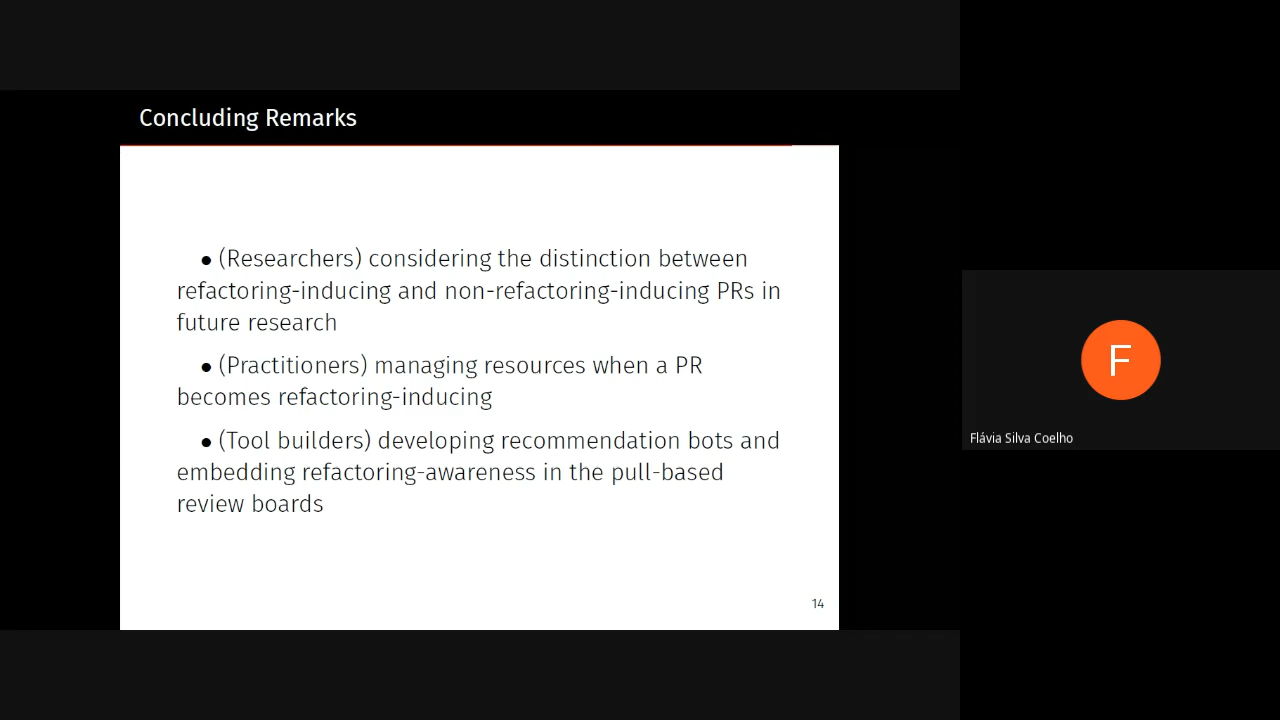 Concluding Remarks
● (Researchers) considering the distinction between
refactoring-inducing and non-refactoring-inducing PRs in
future research
● (Practitioners) managing resources when a PR
becomes refactoring-inducing
● (Tool builders) developing recommendation bots and
embedding refactoring-awareness in the pull-based
review boards
14
F
Flávia Silva Coelho